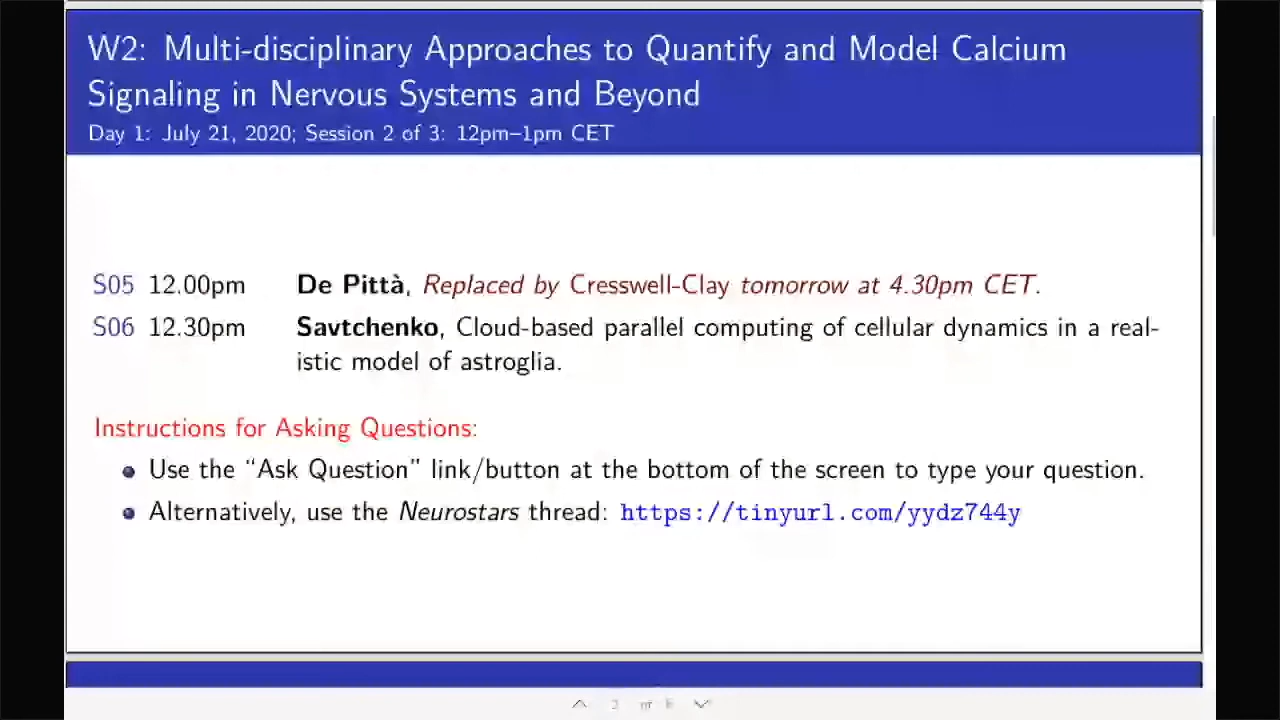 W2: Multi-disciplinary Approaches to Quantify and Model Calcium
Signaling in Nervous Systems and Beyond
Day 1: July 21, 2020; Session 2 of 3: 12pm–1pm CET
S05 12.00pm De Pittà, Replaced by Cresswell-Clay tomorrow at 4.30pm CET.
S06 12.30pm Savtchenko, Cloud-based parallel computing of cellular dynamics in a real-
istic model of astroglia.
Instructions for Asking Questions:
Use the “Ask Question” link/button at the bottom of the screen to type your question.
Alternatively, use the Neurostars thread: https://tinyurl.com/yydz744y
2 of